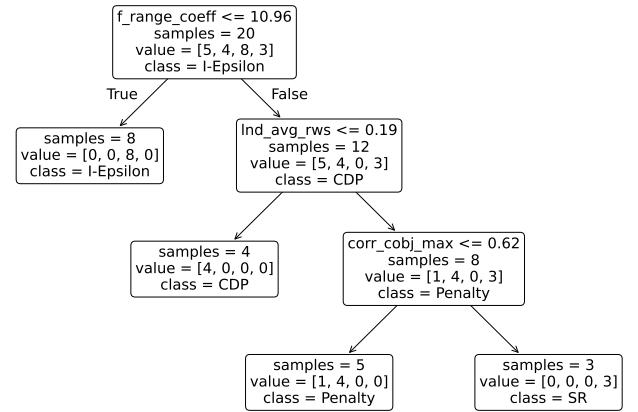 f_range_coeff <= 10.96
samples = 20
value = [5, 4, 8, 3]
class = I-Epsilon
True
False
samples = 8
value = [0, 0, 8, 0]
class = I-Epsilon
lnd_avg_rws <= 0.19
samples = 12
value = [5, 4, 0, 3]
class = CDP
samples = 4
value = [4, 0, 0, 0]
class = CDP
corr_cobj_max <= 0.62
samples = 8
value = [1, 4, 0, 3]
class = Penalty
samples = 5
value = [1, 4, 0, 0]
class = Penalty
samples = 3
value = [0, 0, 0, 3]
class = SR